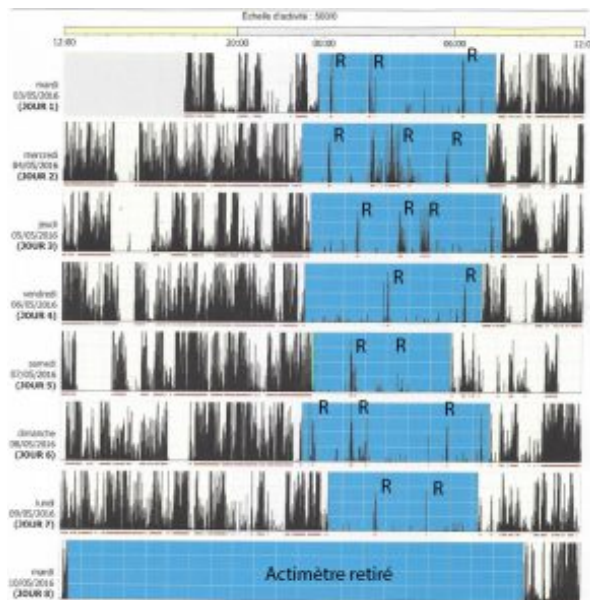 Échelle d'activité : 500/0
12:00 20:00 00:00 06:00 12:00
R R R
mardi
03/05/2016
(JOUR 1)
R R R
mercredi
04/05/2016
(JOUR 2)
R R R
jeudi
05/05/2016
(JOUR 3)
R R
vendredi
06/05/2016
(JOUR 4)
R R
samedi
07/05/2016
(JOUR 5)
R R R
dimanche
08/05/2016
(JOUR 6)
R R
lundi
09/05/2016
(JOUR 7)
Actimètre retiré
mardi
10/05/2016
(JOUR 8)